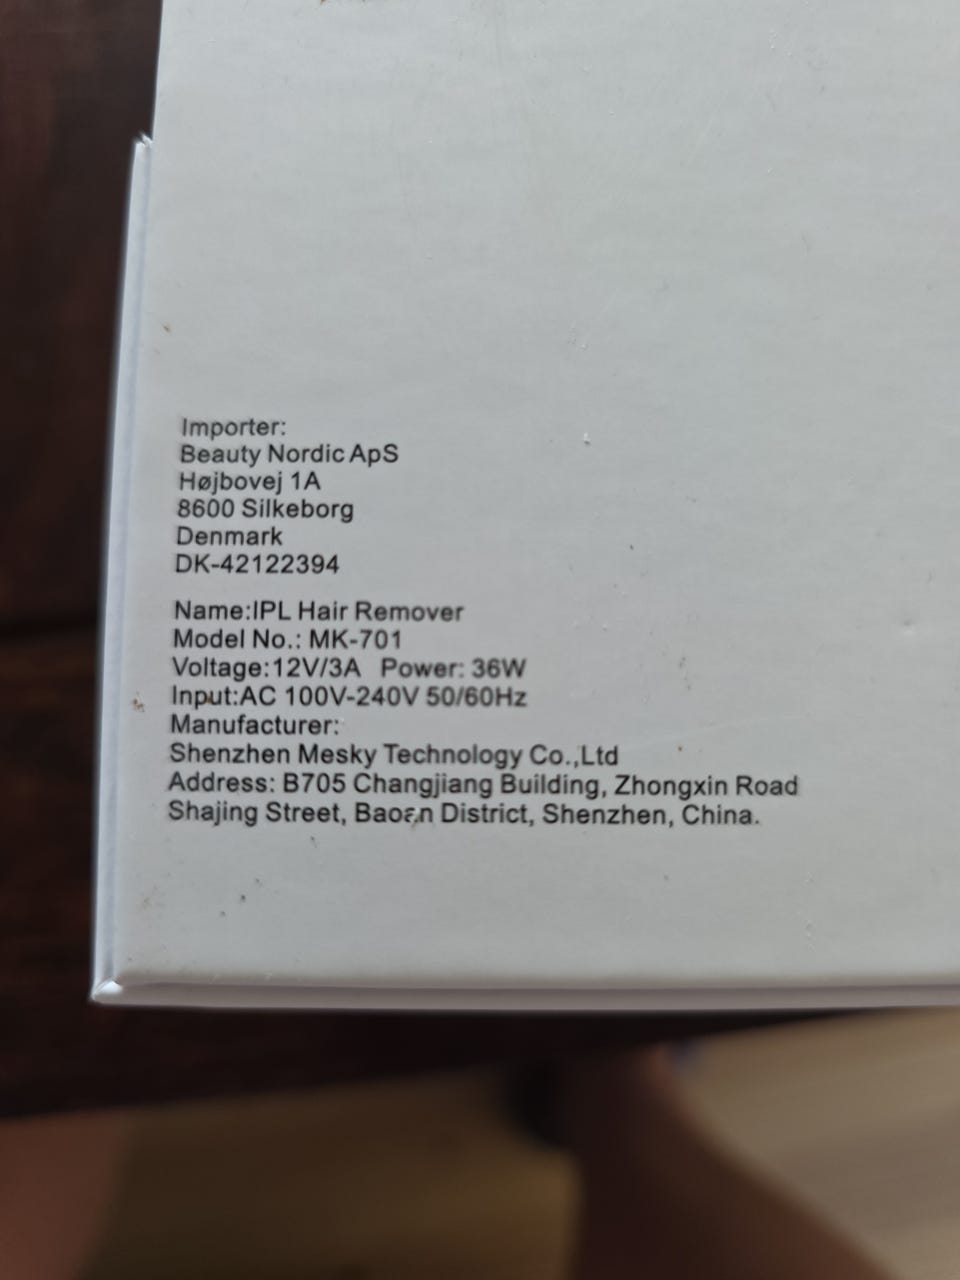 Importer:
Beauty Nordic ApS
Højbovej 1A
8600 Silkeborg
Denmark
DK-42122394
Name:IPL Hair Remover
Model No.: MK-701
Voltage:12V/3A Power: 36W
Input:AC 100V-240V 50/60Hz
Manufacturer:
Shenzhen Mesky Technology Co.,Ltd
Address: B705 Changjiang Building, Zhongxin Road
Shajing Street, Baoan District, Shenzhen, China.